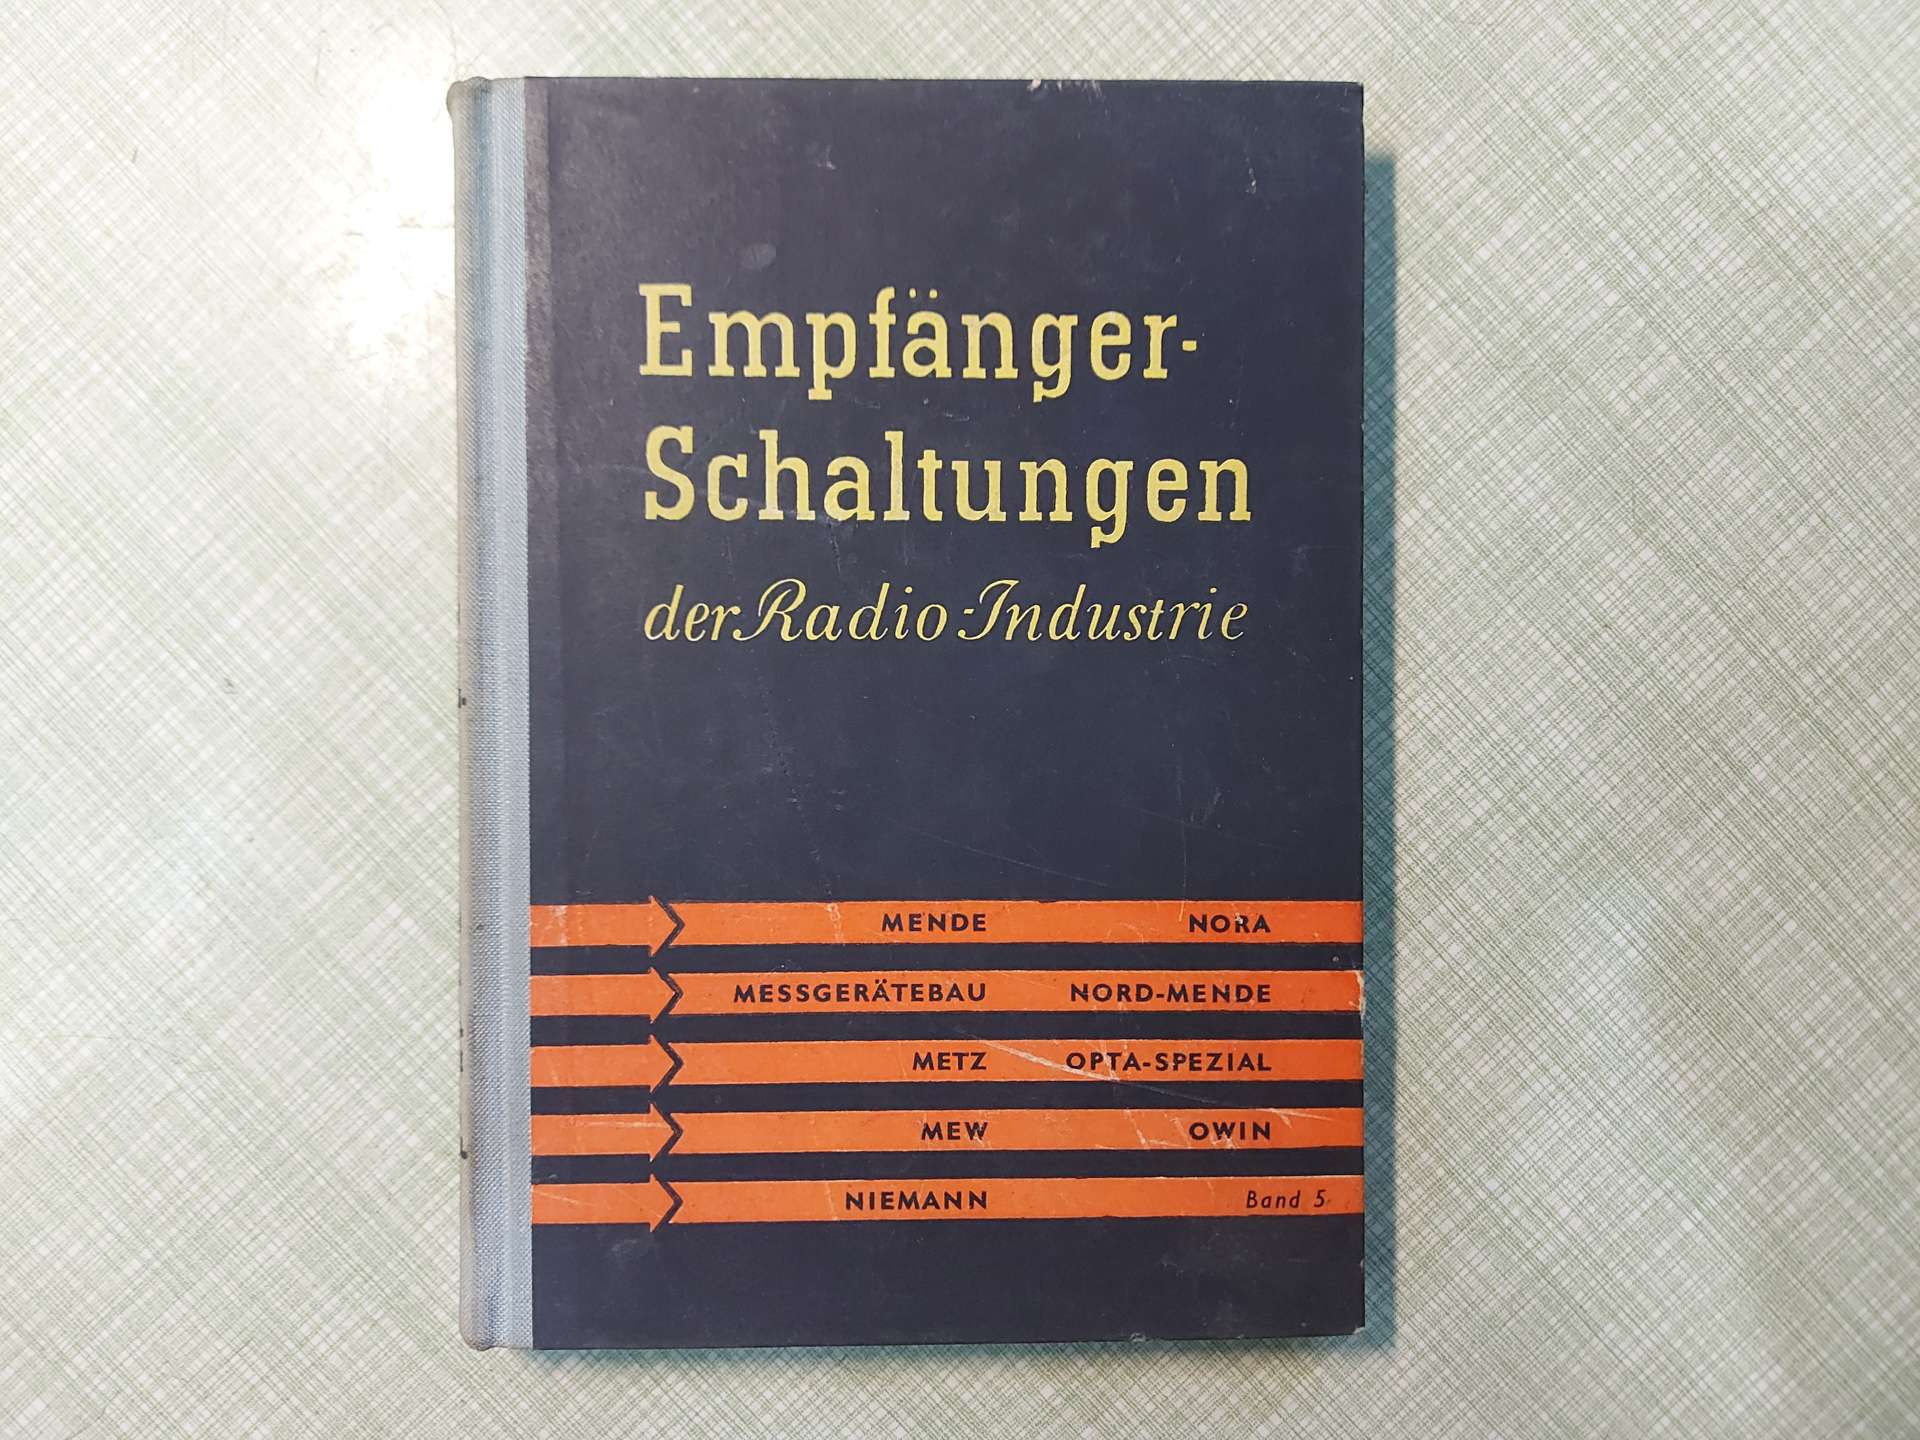 Empfänger-
Schaltungen
der Radio-Industrie
MENDE NORA
MESSGERÄTEBAU NORD-MENDE
METZ OPTA-SPEZIAL
MEW OWIN
NIEMANN Band 5